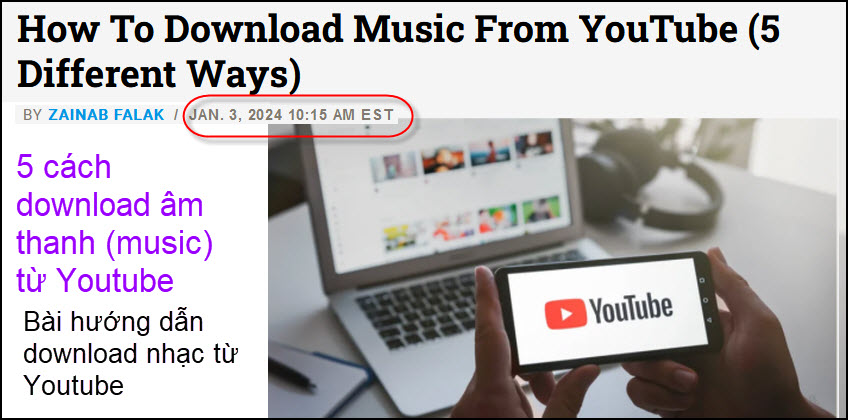 How To Download Music From YouTube (5
Different Ways)
BY ZAINAB FALAK / JAN. 3, 2024 10:15 AM EST
5 cách
download âm
thanh (music)
từ Youtube
Bài hướng dẫn
download nhạc từ
Youtube
YouTube